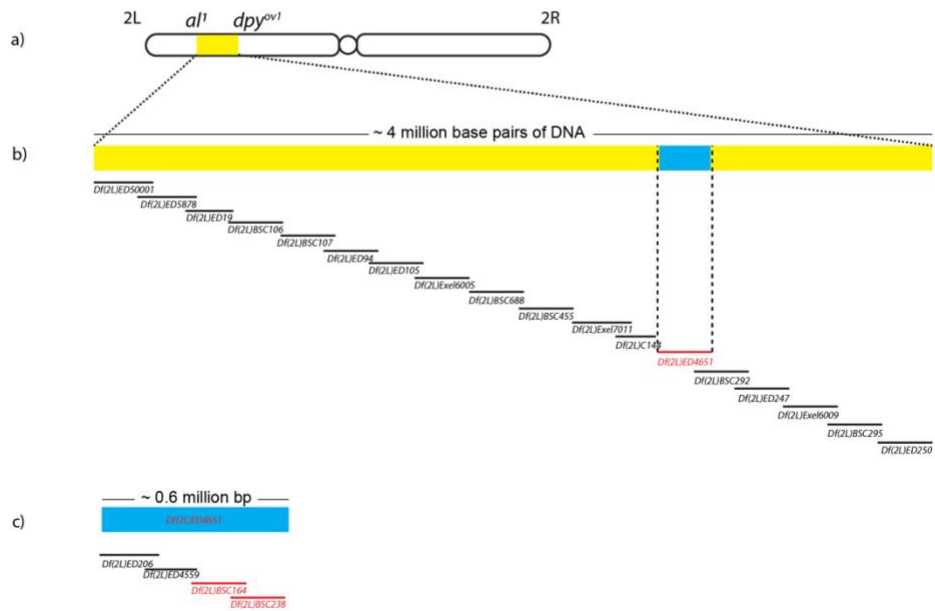 2L al¹ dpyᵒᵛ¹ 2R
a)
~ 4 million base pairs of DNA
b)
Df(2L)ED50001
Df(2L)ED5878
Df(2L)ED19
Df(2L)BSC106
Df(2L)BSC107
Df(2L)ED94
Df(2L)ED105
Df(2L)Exel6005
Df(2L)BSC688
Df(2L)BSC455
Df(2L)Exel7011
Df(2L)C144
Df(2L)ED4651
Df(2L)BSC292
Df(2L)ED247
Df(2L)Exel6009
Df(2L)BSC295
Df(2L)ED250
~ 0.6 million bp
c)
Df(2L)ED4651
Df(2L)ED206
Df(2L)ED4559
Df(2L)BSC164
Df(2L)BSC238